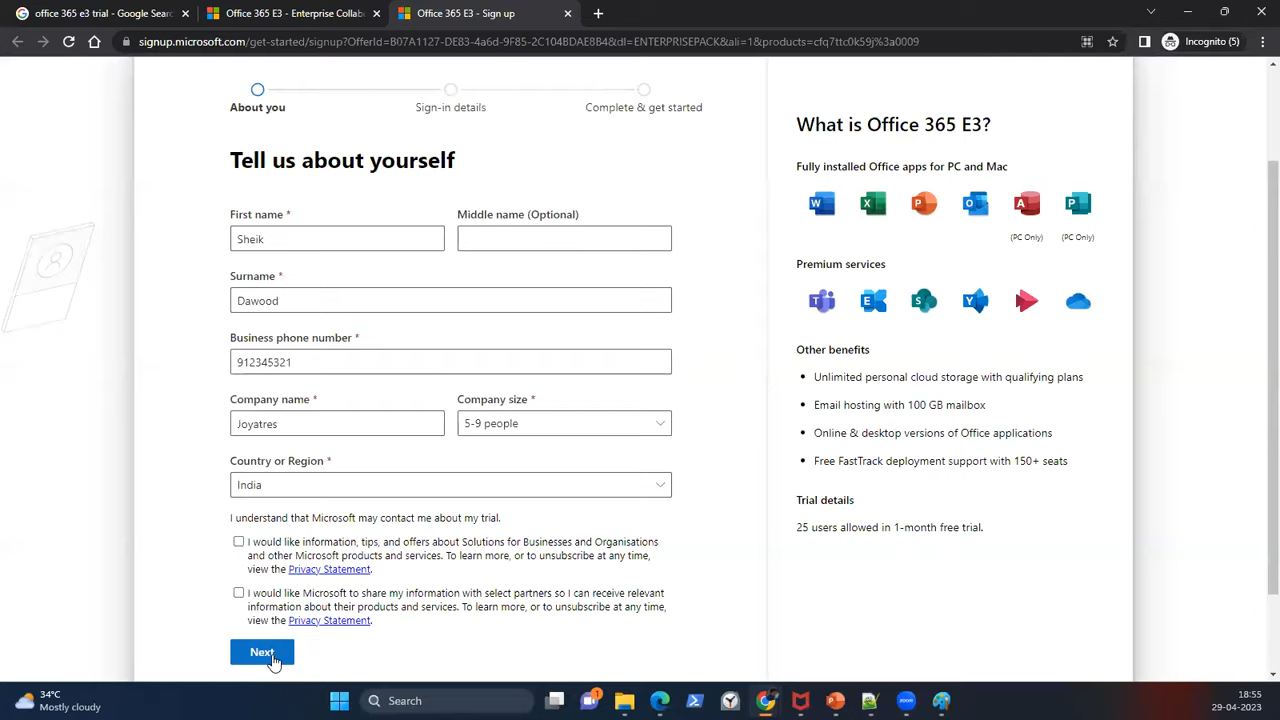 office 365 e3 trial - Google Searc
Office 365 E3 - Enterprise Collab
Office 365 E3 - Sign up
signup.microsoft.com/get-started/signup?OfferId=B07A1127-DE83-4a6d-9F85-2C104BDAE8B4&dl=ENTERPRISEPACK&ali=1&products=cfq7ttc0k59j%3a0009
Incognito (5)
About you
Sign-in details
Complete & get started
Tell us about yourself
First name *
Middle name (Optional)
Sheik
Surname *
Dawood
Business phone number *
912345321
Company name *
Company size *
Joyatres
5-9 people
Country or Region *
India
I understand that Microsoft may contact me about my trial.
I would like information, tips, and offers about Solutions for Businesses and Organisations
and other Microsoft products and services. To learn more, or to unsubscribe at any time,
view the Privacy Statement.
I would like Microsoft to share my information with select partners so I can receive relevant
information about their products and services. To learn more, or to unsubscribe at any time,
view the Privacy Statement.
Next
What is Office 365 E3?
Fully installed Office apps for PC and Mac
W X P O A P
(PC Only) (PC Only)
Premium services
T E S Y
Other benefits
Unlimited personal cloud storage with qualifying plans
Email hosting with 100 GB mailbox
Online & desktop versions of Office applications
Free FastTrack deployment support with 150+ seats
Trial details
25 users allowed in 1-month free trial.
34°C
Mostly cloudy
Search
1
18:55
29-04-2023